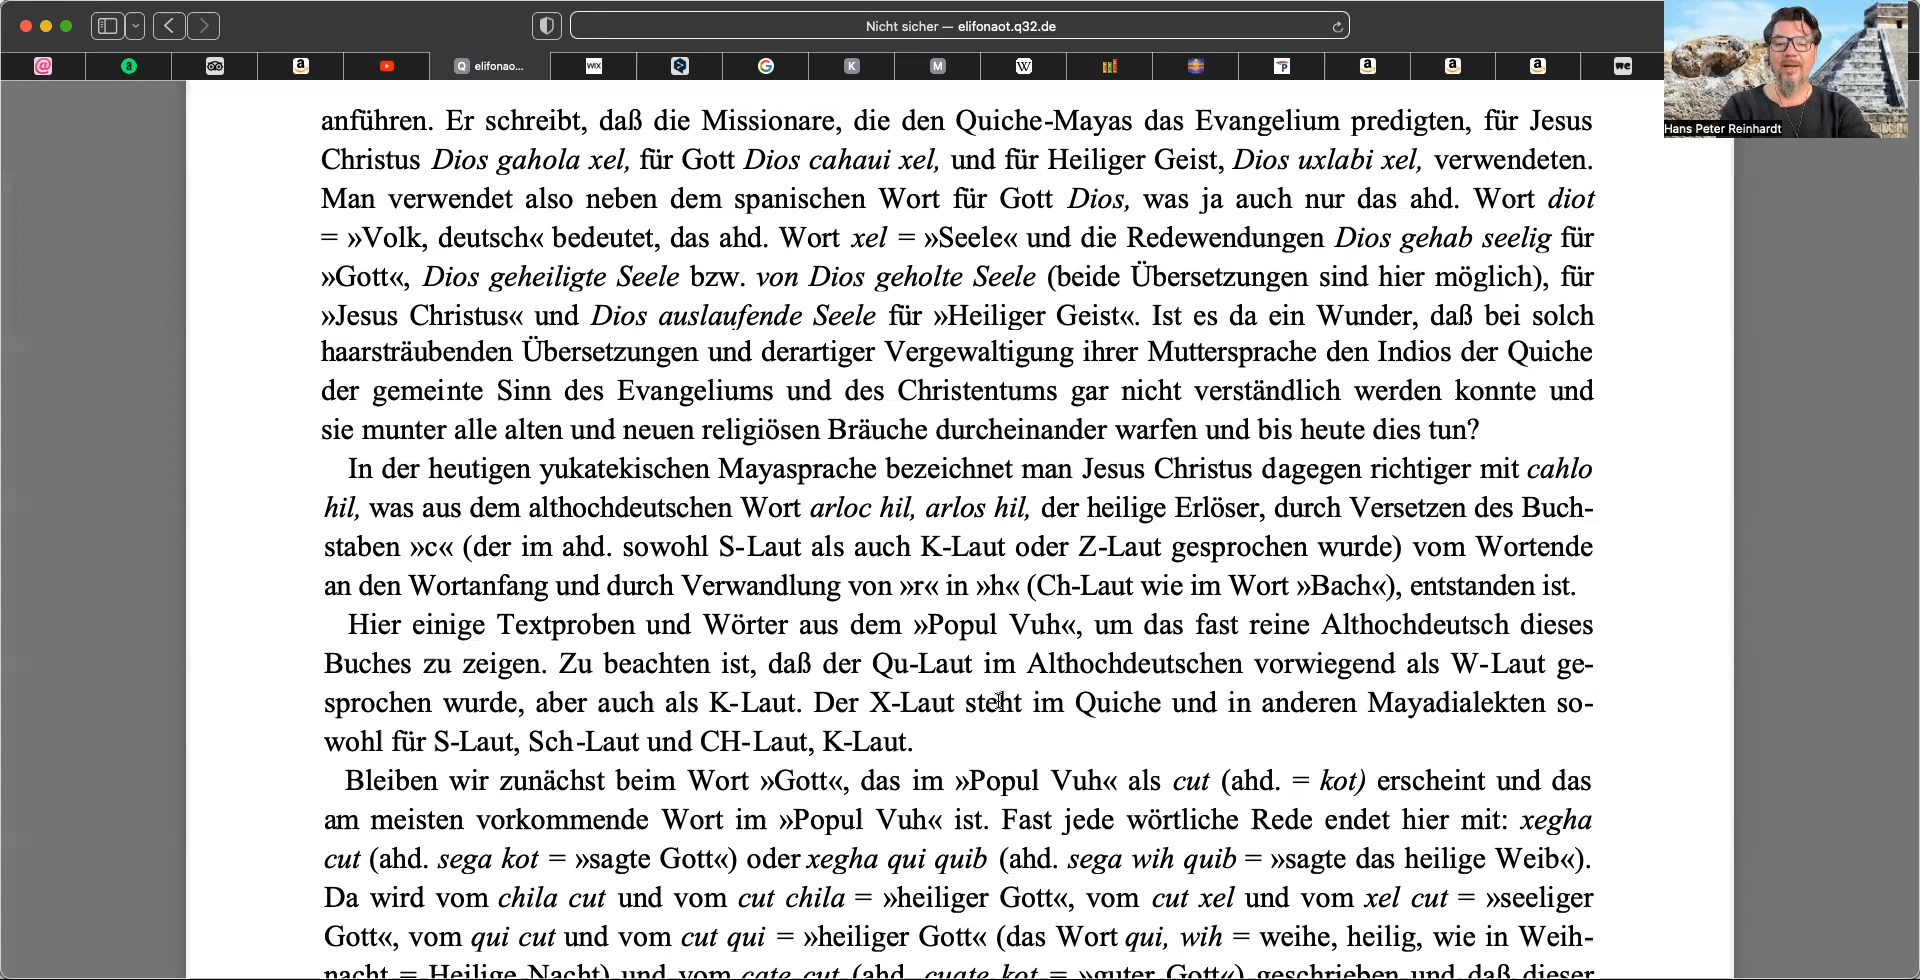 Nicht sicher — elifonaot.q32.de
elifonao...
Hans Peter Reinhardt
anführen. Er schreibt, daß die Missionare, die den Quiche-Mayas das Evangelium predigten, für Jesus
Christus Dios gahola xel, für Gott Dios cahaui xel, und für Heiliger Geist, Dios uxlabi xel, verwendeten.
Man verwendet also neben dem spanischen Wort für Gott Dios, was ja auch nur das ahd. Wort diot
= »Volk, deutsch« bedeutet, das ahd. Wort xel = »Seele« und die Redewendungen Dios gehab seelig für
»Gott«, Dios geheiligte Seele bzw. von Dios geholte Seele (beide Übersetzungen sind hier möglich), für
»Jesus Christus« und Dios auslaufende Seele für »Heiliger Geist«. Ist es da ein Wunder, daß bei solch
haarsträubenden Übersetzungen und derartiger Vergewaltigung ihrer Muttersprache den Indios der Quiche
der gemeinte Sinn des Evangeliums und des Christentums gar nicht verständlich werden konnte und
sie munter alle alten und neuen religiösen Bräuche durcheinander warfen und bis heute dies tun?
In der heutigen yukatekischen Mayasprache bezeichnet man Jesus Christus dagegen richtiger mit cahlo
hil, was aus dem althochdeutschen Wort arloc hil, arlos hil, der heilige Erlöser, durch Versetzen des Buch-
staben »c« (der im ahd. sowohl S-Laut als auch K-Laut oder Z-Laut gesprochen wurde) vom Wortende
an den Wortanfang und durch Verwandlung von »r« in »h« (Ch-Laut wie im Wort »Bach«), entstanden ist.
Hier einige Textproben und Wörter aus dem »Popul Vuh«, um das fast reine Althochdeutsch dieses
Buches zu zeigen. Zu beachten ist, daß der Qu-Laut im Althochdeutschen vorwiegend als W-Laut ge-
sprochen wurde, aber auch als K-Laut. Der X-Laut steht im Quiche und in anderen Mayadialekten so-
wohl für S-Laut, Sch-Laut und CH-Laut, K-Laut.
Bleiben wir zunächst beim Wort »Gott«, das im »Popul Vuh« als cut (ahd. = kot) erscheint und das
am meisten vorkommende Wort im »Popul Vuh« ist. Fast jede wörtliche Rede endet hier mit: xegha
cut (ahd. sega kot = »sagte Gott«) oder xegha qui quib (ahd. sega wih quib = »sagte das heilige Weib«).
Da wird vom chila cut und vom cut chila = »heiliger Gott«, vom cut xel und vom xel cut = »seeliger
Gott«, vom qui cut und vom cut qui = »heiliger Gott« (das Wort qui, wih = weihe, heilig, wie in Weih-
nacht = Heilige Nacht) und vom cate cut (ahd. cuate kot = »guter Gott«) geschrieben und daß dieser